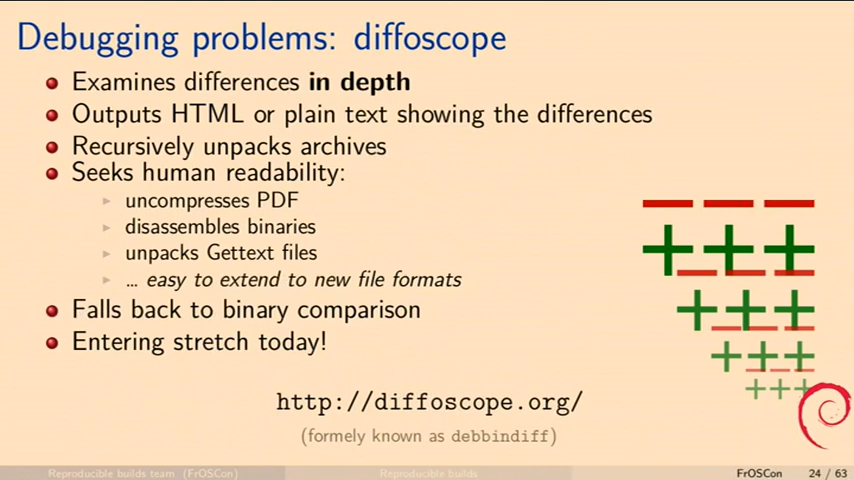 Debugging problems: diffoscope
Examines differences in depth
Outputs HTML or plain text showing the differences
Recursively unpacks archives
Seeks human readability:
uncompresses PDF
disassembles binaries
unpacks Gettext files
... easy to extend to new file formats
Falls back to binary comparison
Entering stretch today!
http://diffoscope.org/
(formely known as debbindiff)
Reproducible builds team (FrOSCon) Reproducible builds FrOSCon 24 / 63